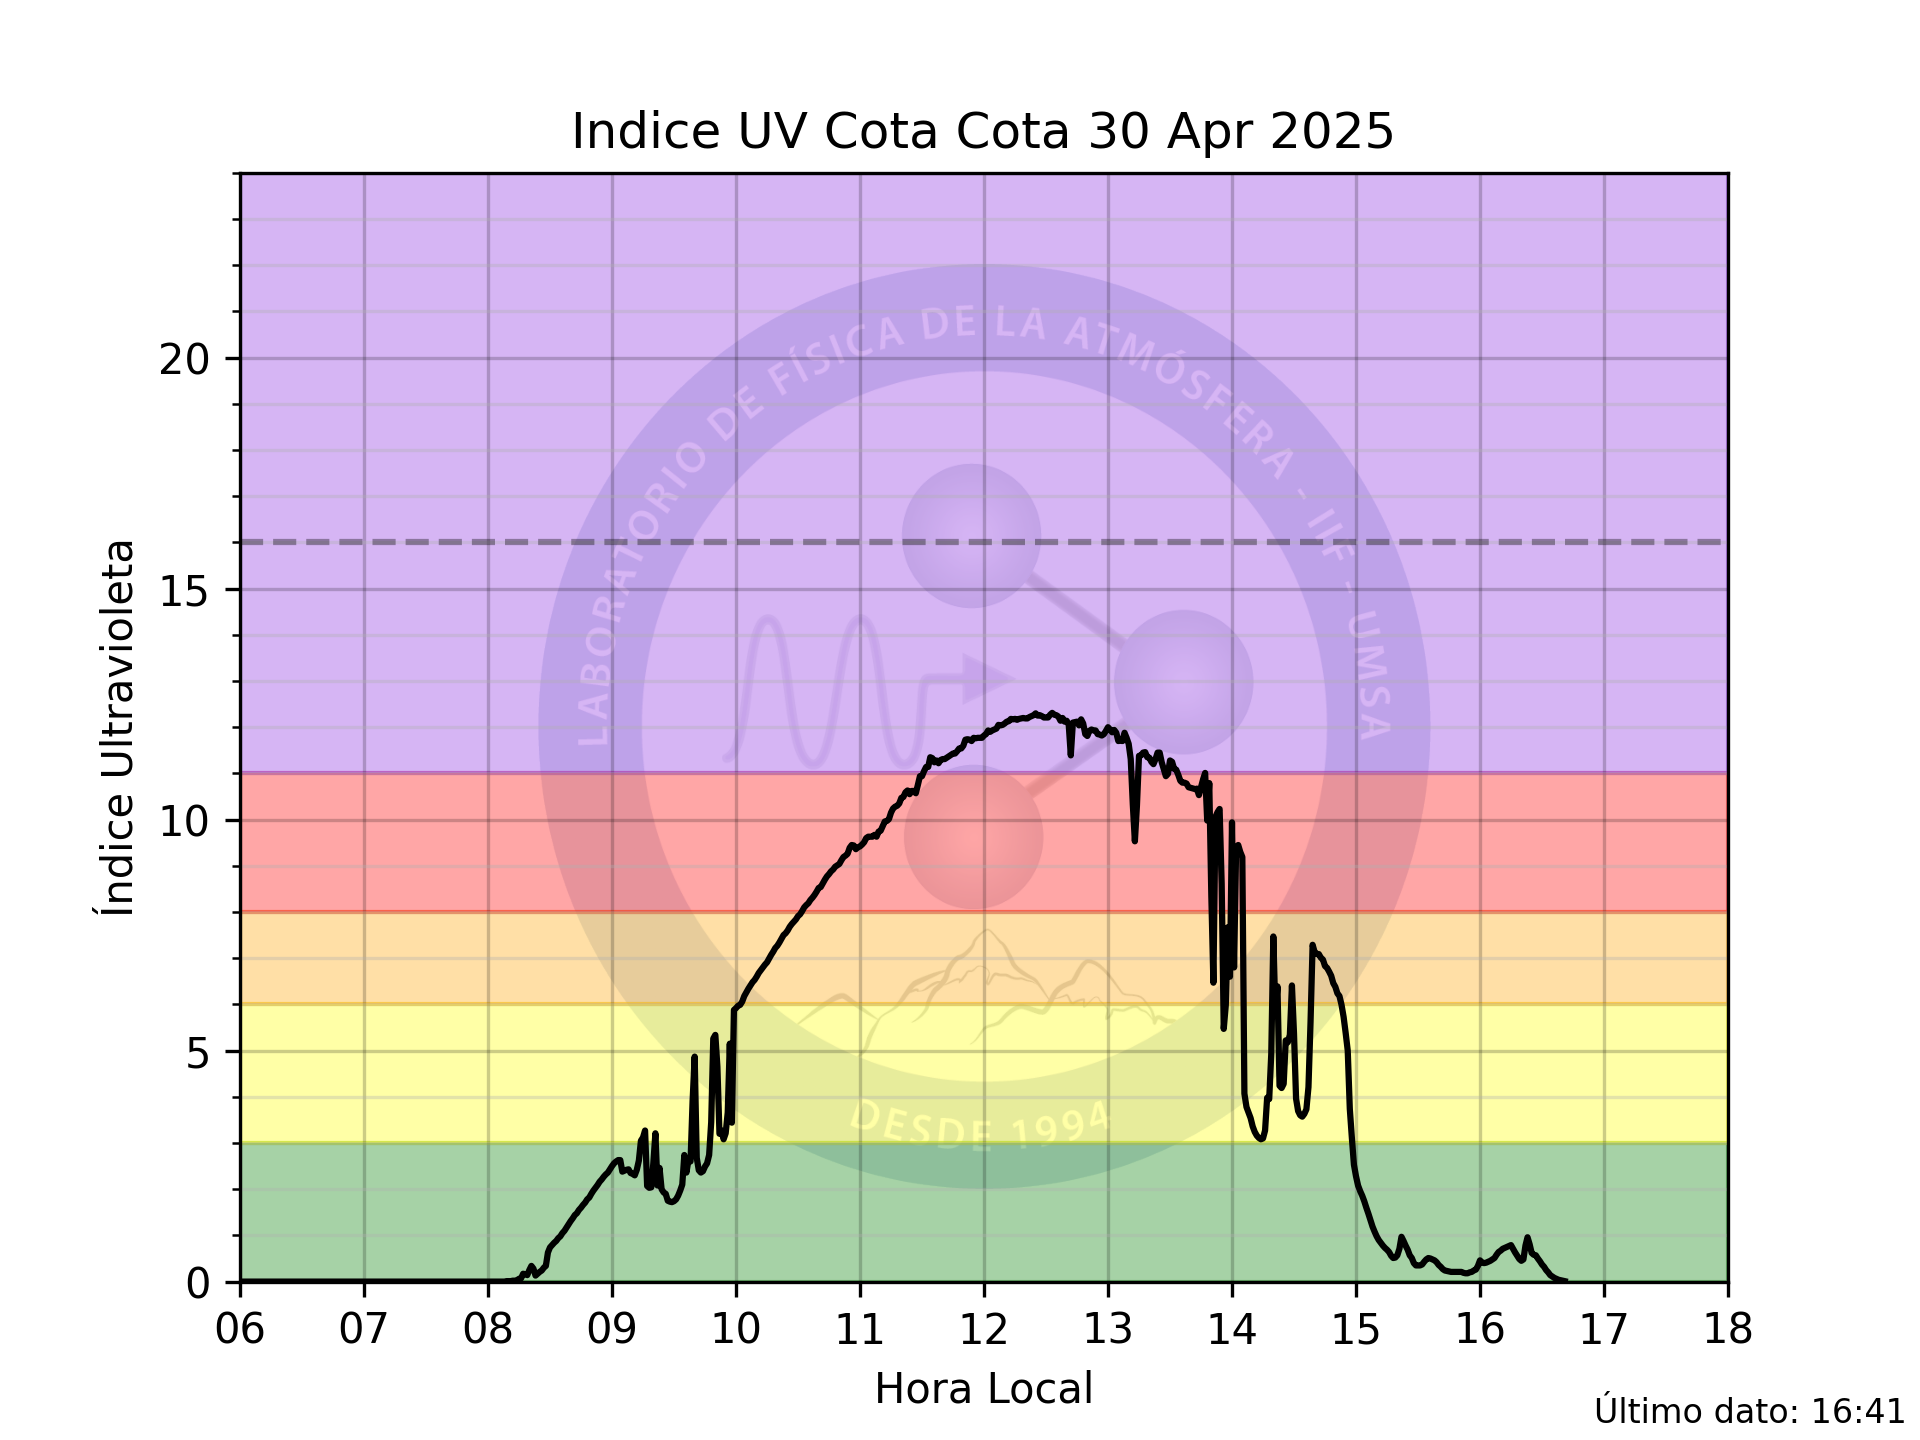 Indice UV Cota Cota 30 Apr 2025
LABORATORIO DE FÍSICA DE LA ATMÓSFERA - IIF - UMSA
DESDE 1994
Índice Ultravioleta
20
15
10
5
0
06 07 08 09 10 11 12 13 14 15 16 17 18
Hora Local
Último dato: 16:41